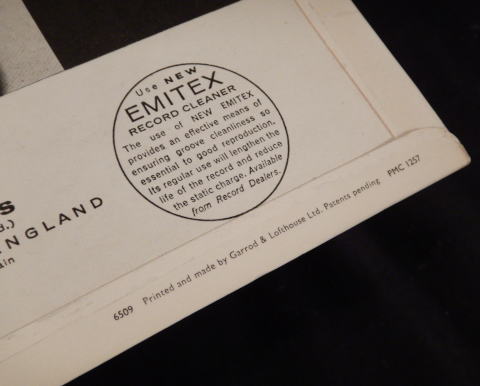 Use NEW
EMITEX
RECORD CLEANER
The use of NEW EMITEX
provides an effective means of
ensuring groove cleanliness so
essential to good reproduction.
Its regular use will lengthen the
life of the record and reduce
the static charge. Available
from Record Dealers.
s
d.)
ENGLAND
ain
6509 Printed and made by Garrod & Lofthouse Ltd. Patents pending PMC 1257